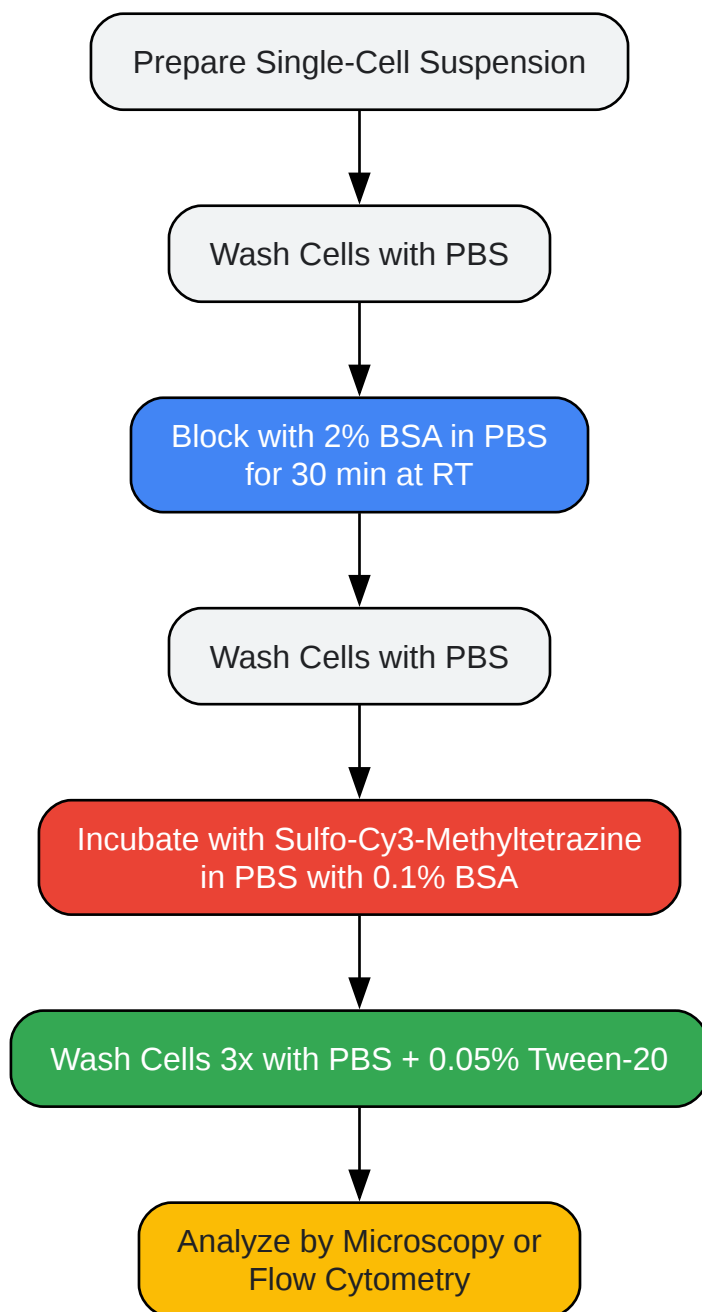 Prepare Single-Cell Suspension
Wash Cells with PBS
Block with 2% BSA in PBS
for 30 min at RT
Wash Cells with PBS
Incubate with Sulfo-Cy3-Methyltetrazine
in PBS with 0.1% BSA
Wash Cells 3x with PBS + 0.05% Tween-20
Analyze by Microscopy or
Flow Cytometry